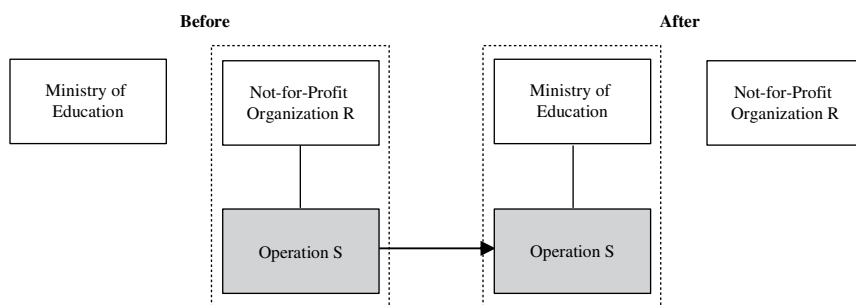 Before
After
Ministry of
Education
Not-for-Profit
Organization R
Ministry of
Education
Not-for-Profit
Organization R
Operation S
Operation S